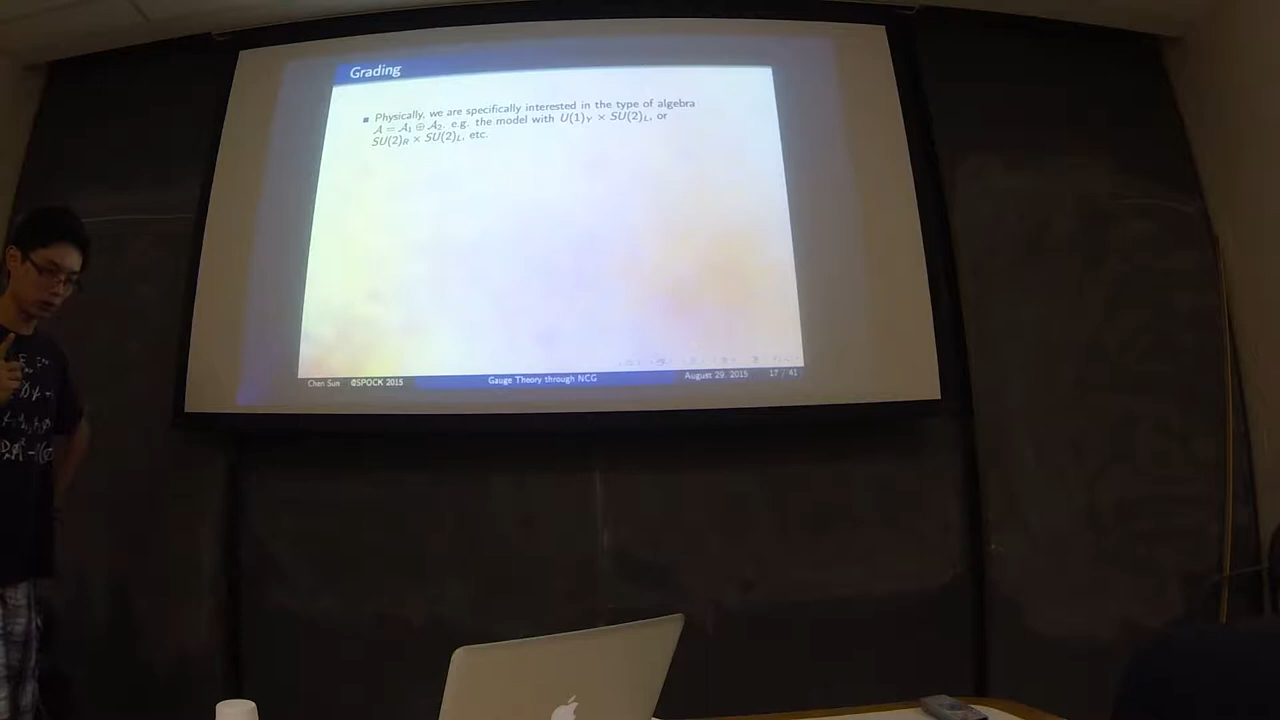 Grading
Physically, we are specifically interested in the type of algebra
𝒜 = 𝒜₁ ⊕ 𝒜₂, e.g. the model with U(1)_Y × SU(2)_L, or
SU(2)_R × SU(2)_L, etc.
Chen Sun @SPOCK 2015
Gauge Theory through NCG
August 29, 2015
17 / 41